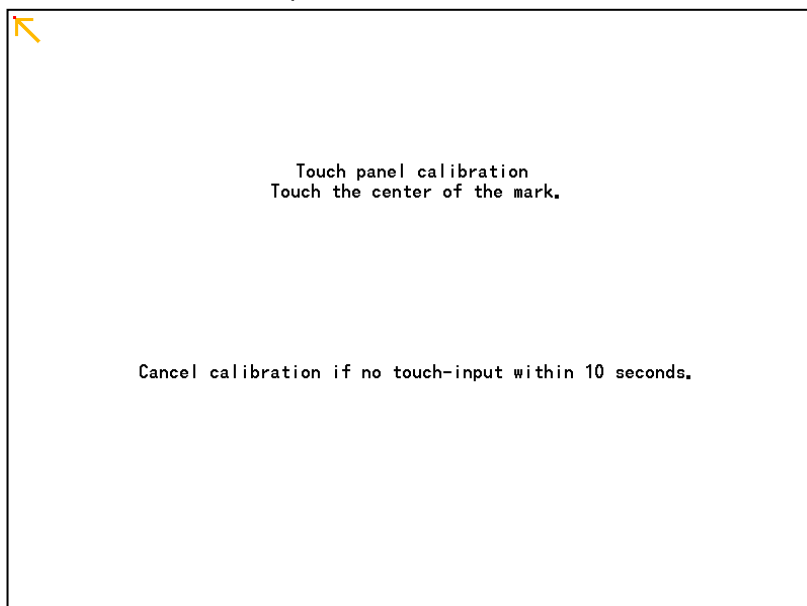 Touch panel calibration
Touch the center of the mark.
Cancel calibration if no touch-input within 10 seconds.